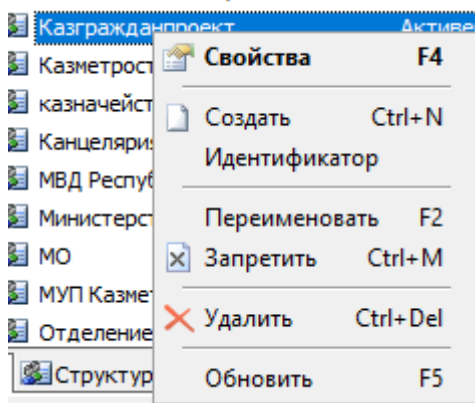 Казгражданпроект Активе
Казметрост
Свойства F4
казначейст
Создать Ctrl+N
Канцелярия
Идентификатор
МВД Респуб
Министерст
Переименовать F2
МО
Запретить Ctrl+M
МУП Казмет
Удалить Ctrl+Del
Отделение
Структур
Обновить F5